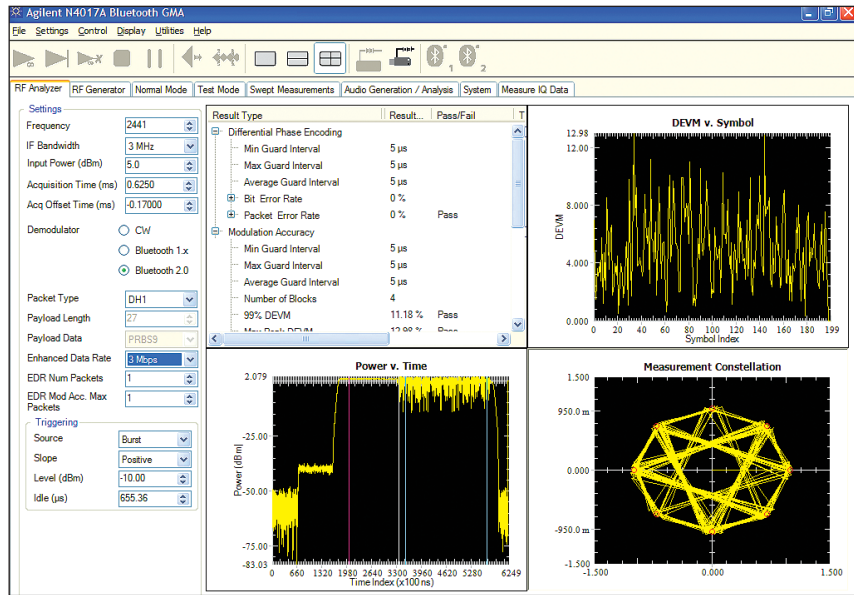 Agilent N4017A Bluetooth GMA
File Settings Control Display Utilities Help
1 2
RF Analyzer RF Generator Normal Mode Test Mode Swept Measurements Audio Generation / Analysis System Measure IQ Data
Settings
Frequency 2441
IF Bandwidth 3 MHz
Input Power (dBm) 5.0
Acquisition Time (ms) 0.6250
Acq Offset Time (ms) -0.17000
Demodulator CW
Bluetooth 1.x
Bluetooth 2.0
Packet Type DH1
Payload Length 27
Payload Data PRBS9
Enhanced Data Rate 3 Mbps
EDR Num Packets 1
EDR Mod Acc. Max Packets 1
Triggering
Source Burst
Slope Positive
Level (dBm) -10.00
Idle (µs) 655.36
Result Type Result... Pass/Fail T
Differential Phase Encoding
Min Guard Interval 5 µs
Max Guard Interval 5 µs
Average Guard Interval 5 µs
Bit Error Rate 0 %
Packet Error Rate 0 % Pass
Modulation Accuracy
Min Guard Interval 5 µs
Max Guard Interval 5 µs
Average Guard Interval 5 µs
Number of Blocks 4
99% DEVM 11.18 % Pass
Max Peak DEVM 12.98 % Pass
DEVM v. Symbol
12.98
12.00
8.000
4.000
0.000
DEVM
0 20 40 60 80 100 120 140 160 199
Symbol Index
Power v. Time
2.079
-25.00
-50.00
-75.00
-83.03
Power (dBm)
0 660 1320 1980 2640 3300 3960 4620 5280 6249
Time Index (x100 ns)
Measurement Constellation
1.500
950.0 m
0.000
-950.0 m
-1.500
-1.500 0.000 1.500